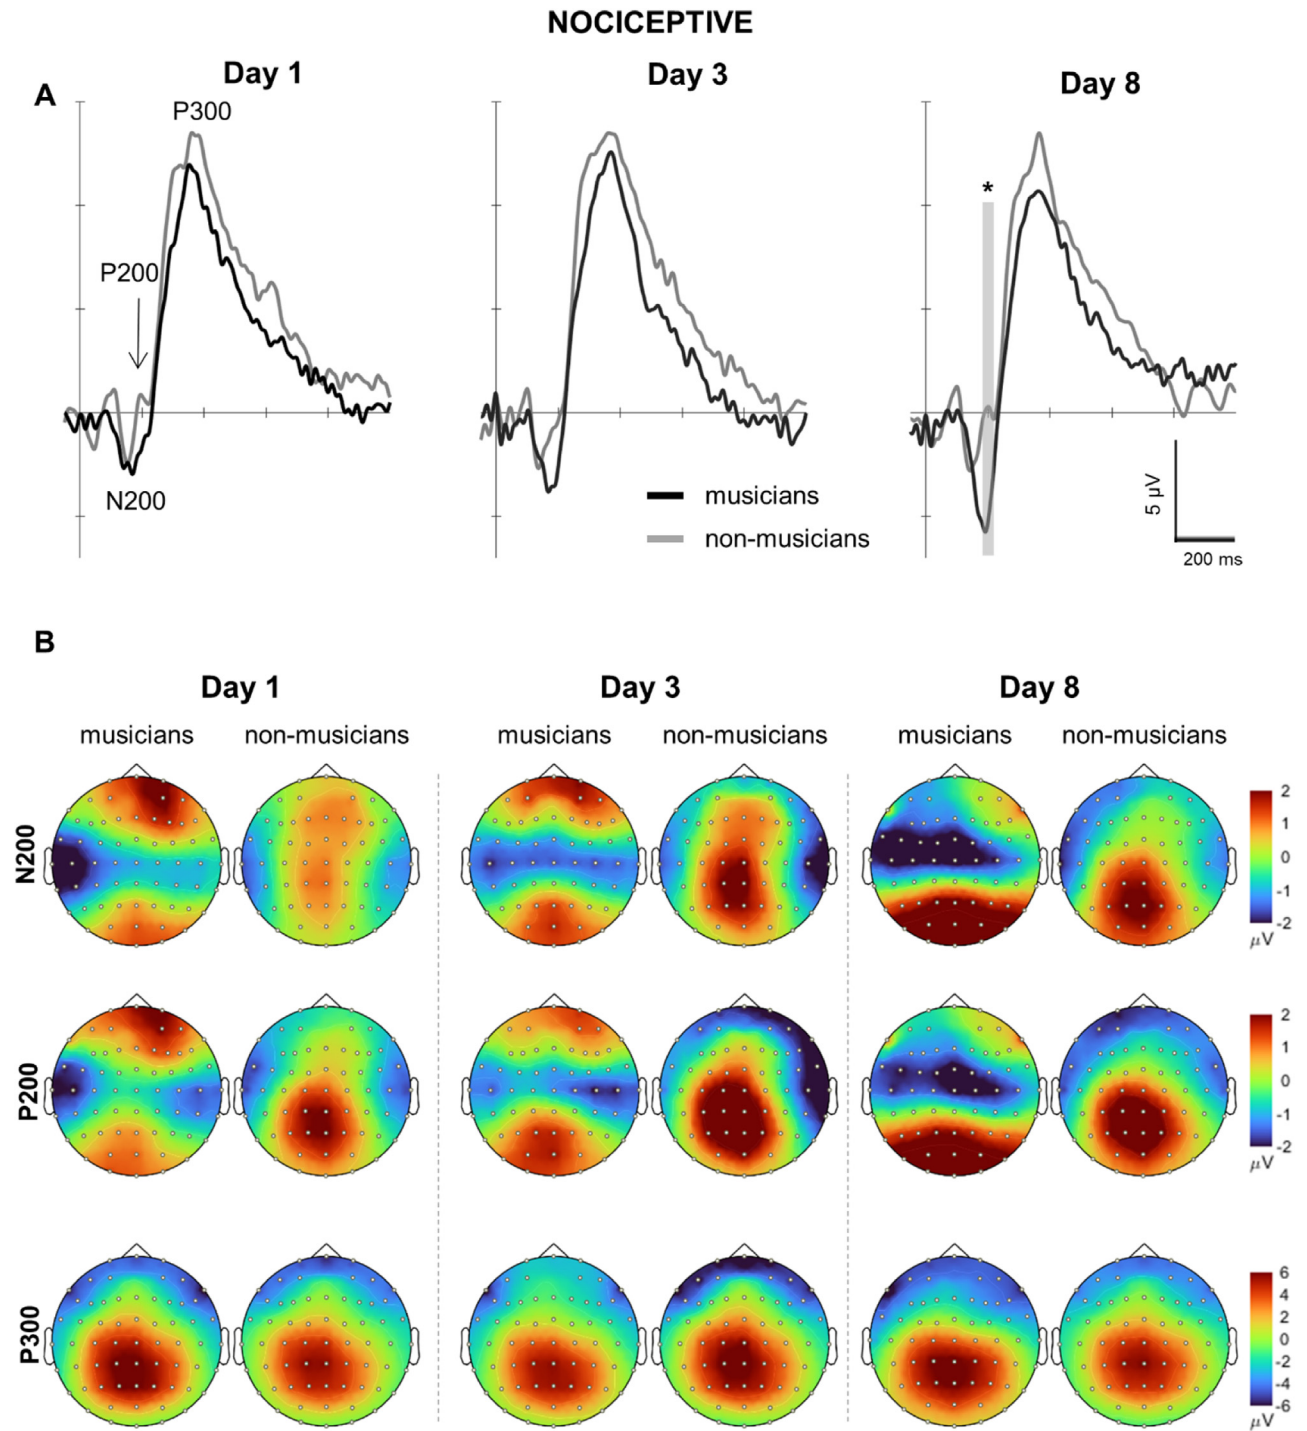 NOCICEPTIVE
Day 1
Day 3
Day 8
A
P300
*
P200
N200
musicians
non-musicians
5 µV
200 ms
B
Day 1
Day 3
Day 8
musicians
non-musicians
musicians
non-musicians
musicians
non-musicians
N200
2
1
0
-1
-2
µV
P200
2
1
0
-1
-2
µV
P300
6
4
2
0
-2
-4
-6
µV